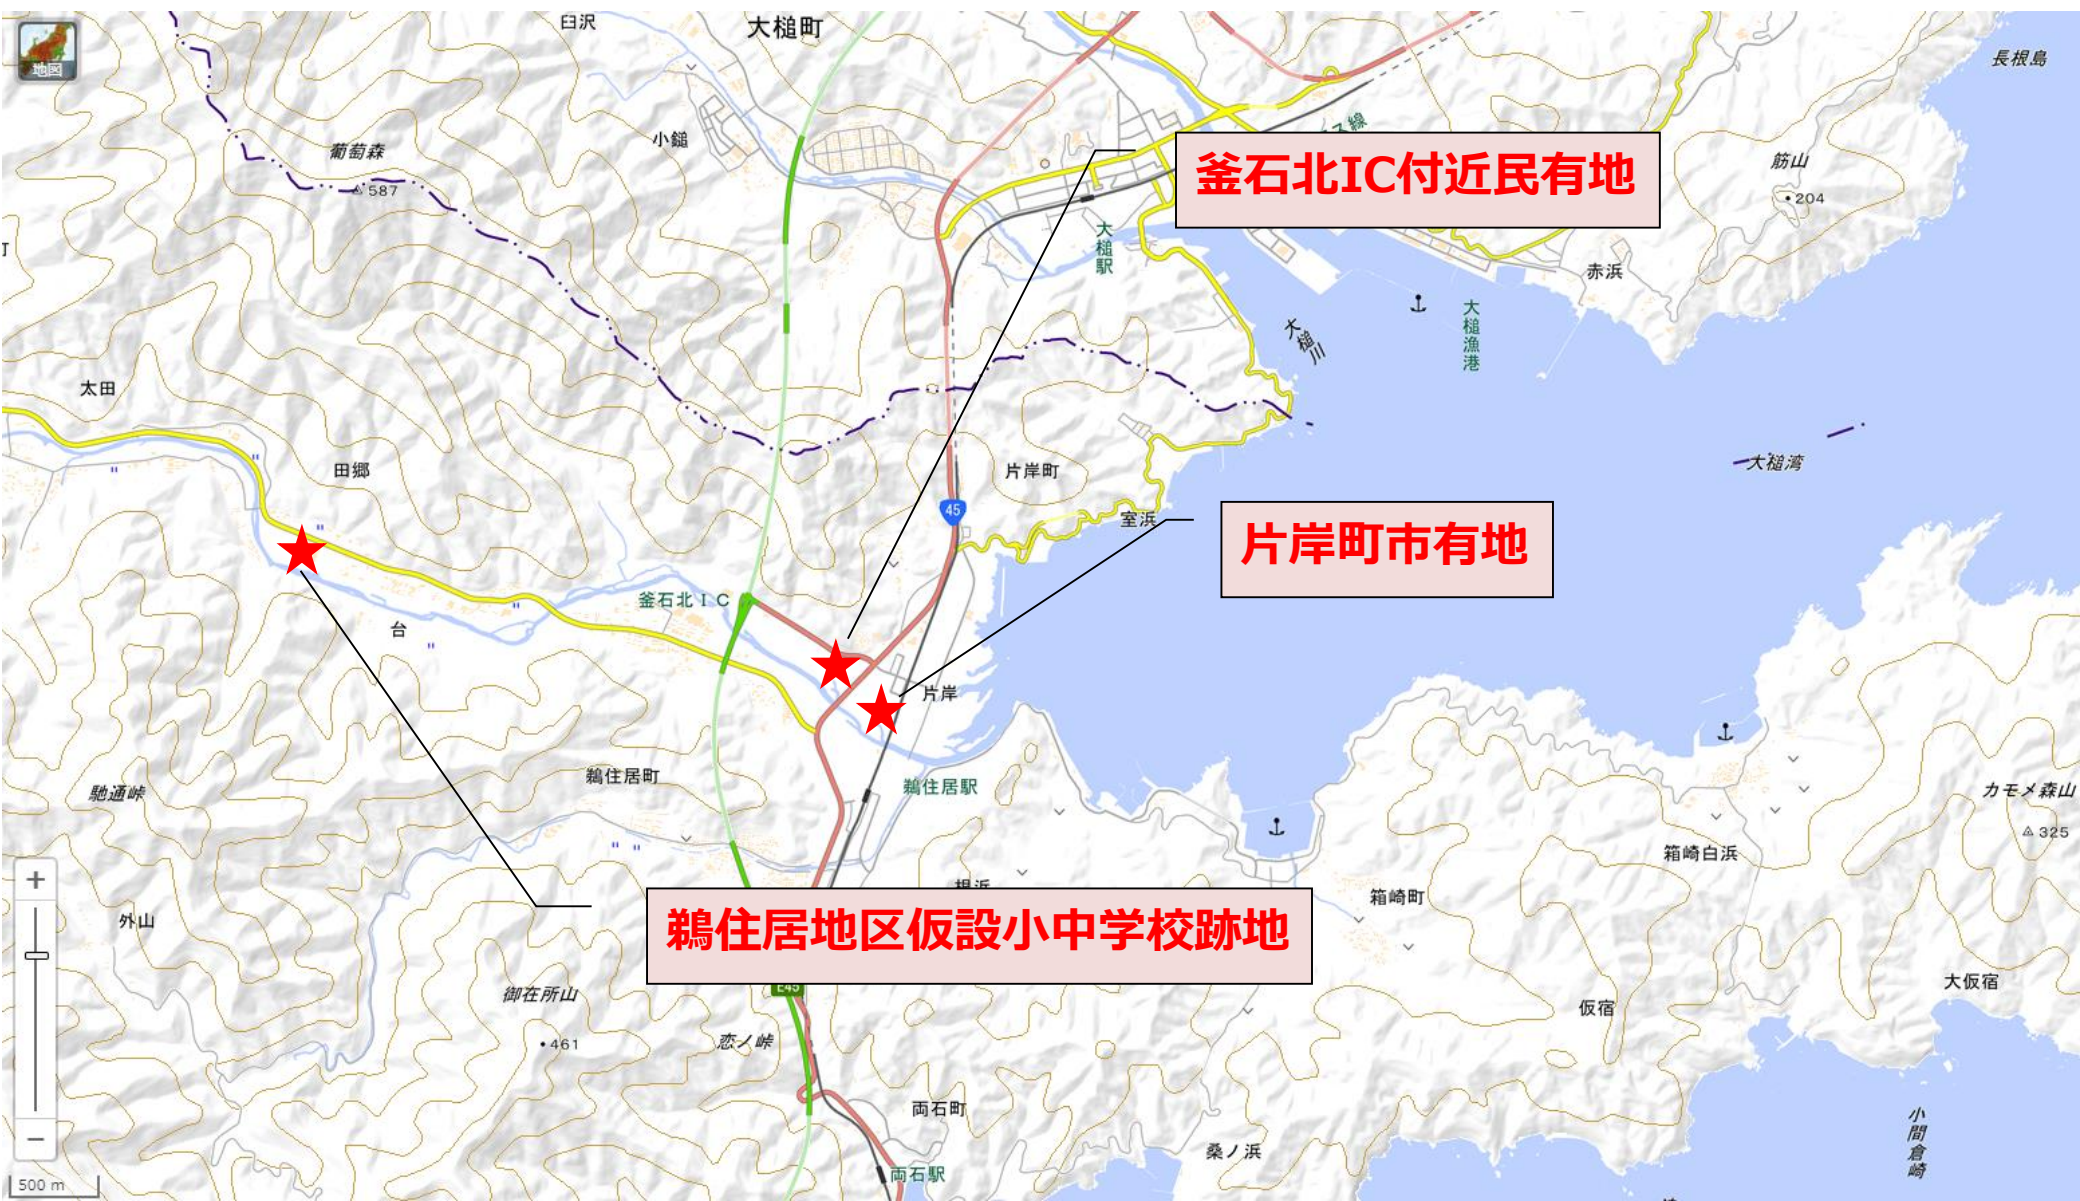 臼沢
大槌町
長根島
地図
小鎚
葡萄森
587
釜石北IC付近民有地
筋山
204
大槌駅
赤浜
大槌川
大槌漁港
太田
田郷
片岸町
大槌湾
45
室浜
片岸町市有地
釜石北IC
台
片岸
鵜住居町
鵜住居駅
馳通峠
カモメ森山
325
箱崎白浜
箱崎町
根浜
外山
鵜住居地区仮設小中学校跡地
E45
御在所山
461
恋ノ峠
大仮宿
仮宿
両石町
桑ノ浜
小間倉崎
両石駅
500 m